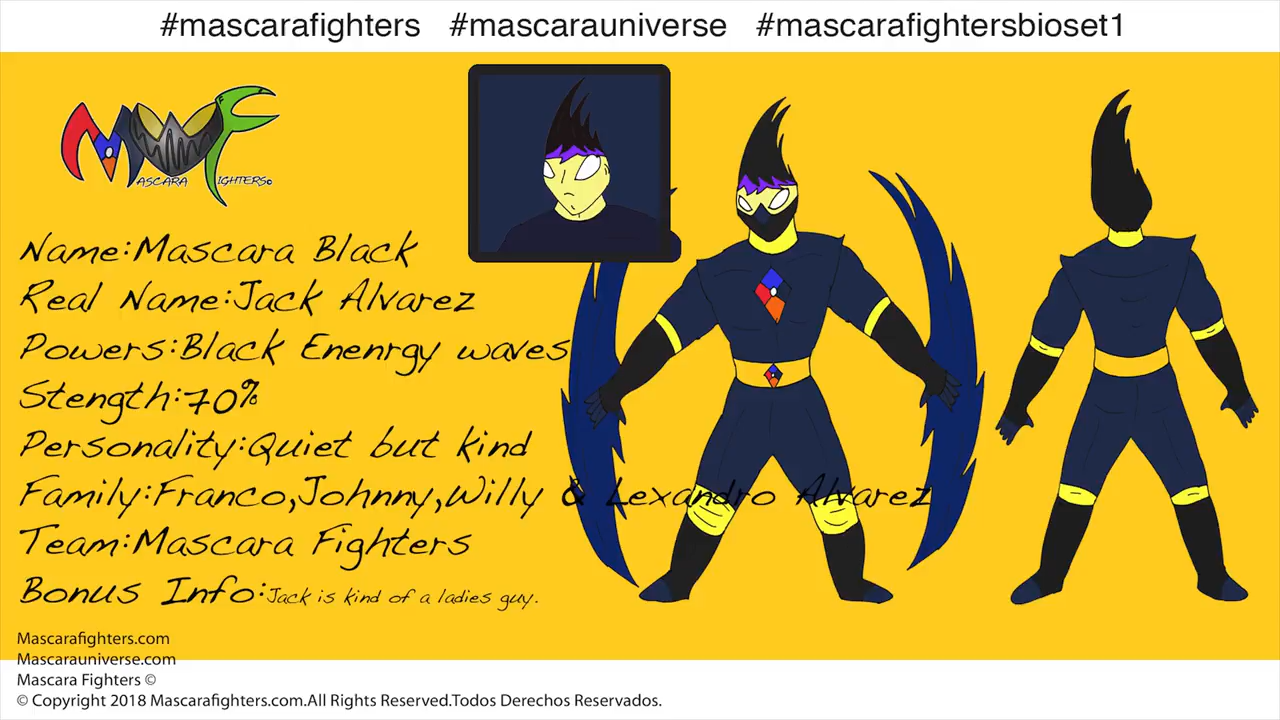 #mascarafighters #mascarauniverse #mascarafightersbioset1
MASCARA FIGHTERS©
Name:Mascara Black
Real Name:Jack Alvarez
Powers:Black Enenrgy waves
Stength:70%
Personality:Quiet but kind
Family:Franco,Johnny,Willy & Lexandro Alvarez
Team:Mascara Fighters
Bonus Info:Jack is kind of a ladies guy.
Mascarafighters.com
Mascarauniverse.com
Mascara Fighters ©
© Copyright 2018 Mascarafighters.com.All Rights Reserved.Todos Derechos Reservados.